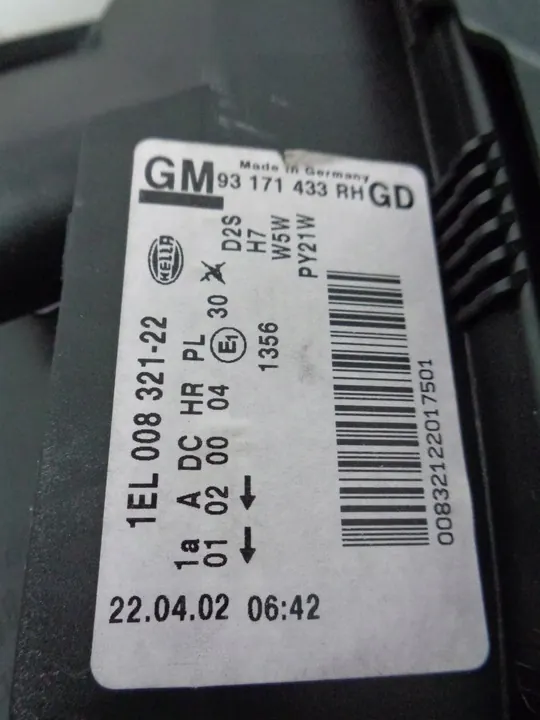 Made in Germany
GM 93 171 433 RH GD
HELLA
D2S
H7
W5W
PY21W
1EL 008 321-22
1a A DC HR PL E1 30
01 02 00 04
1356
22.04.02 06:42
00832122017501